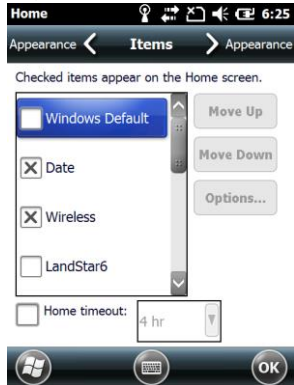 Home 6:25
Appearance Items Appearance
Checked items appear on the Home screen.
Windows Default
Move Up
Date
Move Down
Wireless
Options...
LandStar6
Home timeout: 4 hr
OK